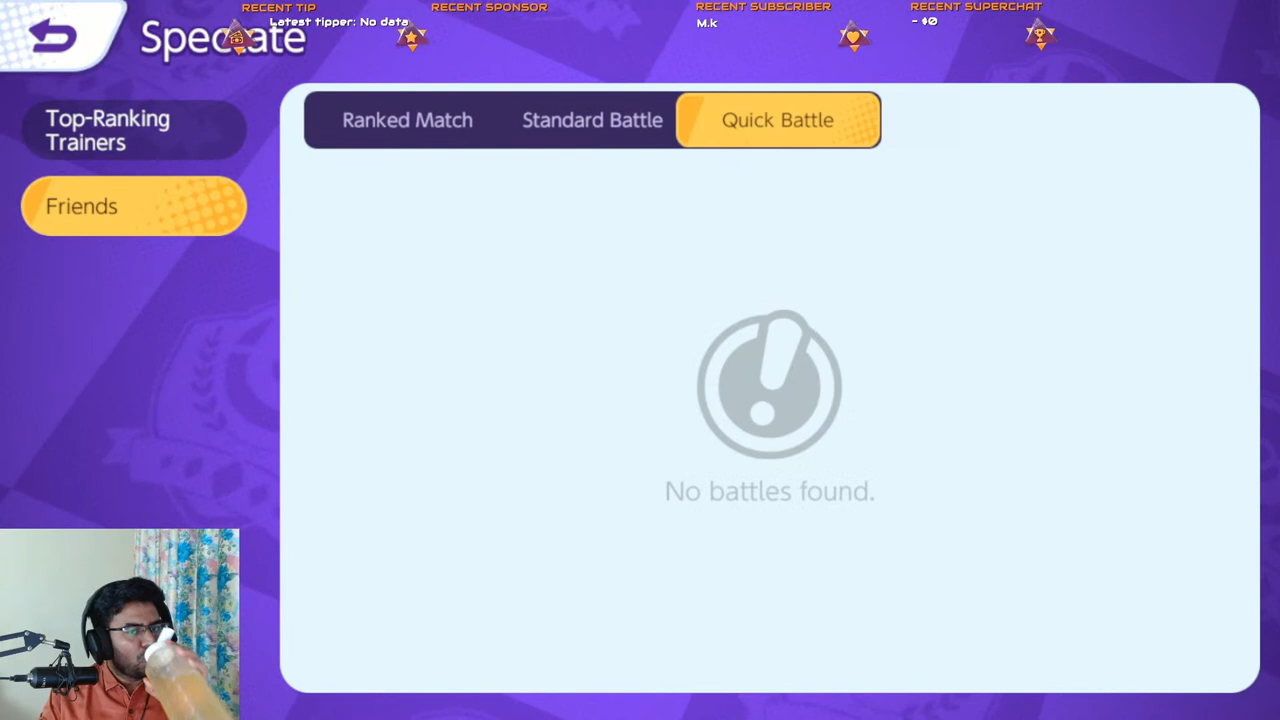 RECENT TIP
Latest tipper: No data
RECENT SPONSOR
RECENT SUBSCRIBER
M.k
RECENT SUPERCHAT
- $0
Spectate
Top-Ranking
Trainers
Friends
Ranked Match
Standard Battle
Quick Battle
No battles found.